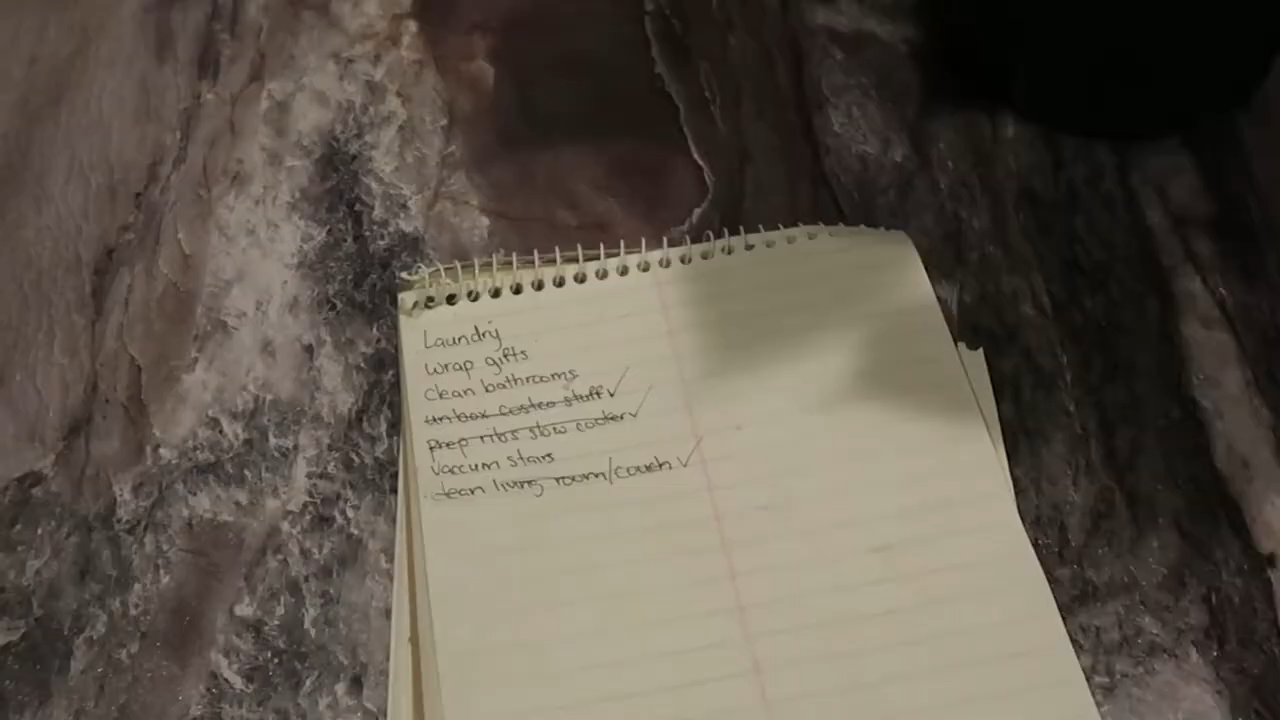 Laundry
wrap gifts
clean bathrooms
unbox costco stuff ✓
prep ribs slow cooker ✓
vaccum stairs
clean living room/couch ✓